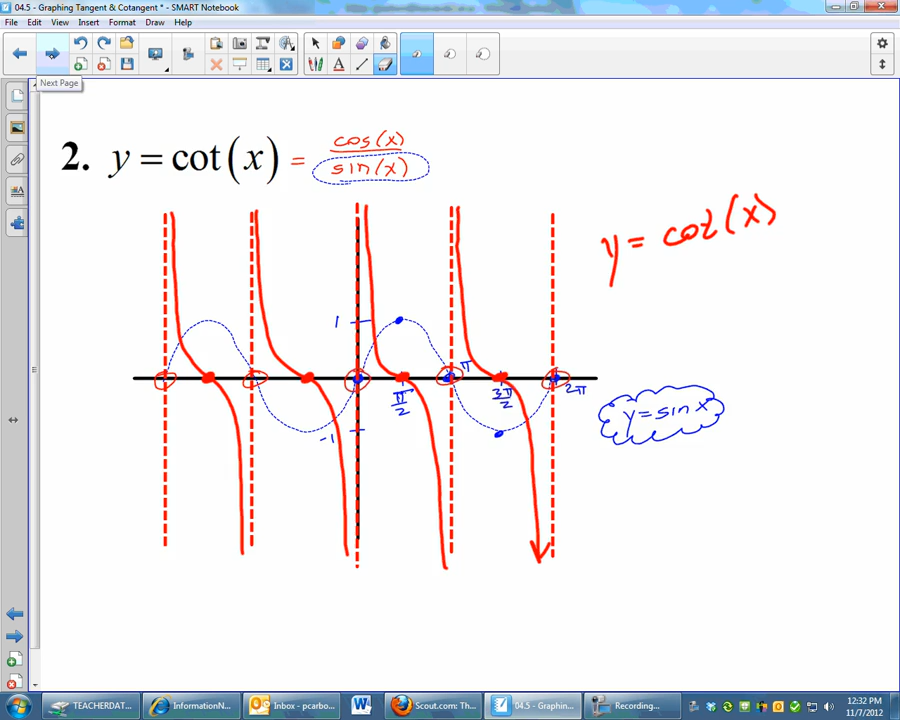 04.5 - Graphing Tangent & Cotangent * - SMART Notebook
File Edit View Insert Format Draw Help
Next Page
2. y = cot(x) = cos(x)
sin(x)
y = cot(x)
1
π
π
2
3π
2
2π
-1
y = sin x
TEACHERDAT...
InformationN...
Inbox - pcarbo...
Scout.com: Th...
04.5 - Graphin...
Recording...
12:32 PM
11/7/2012